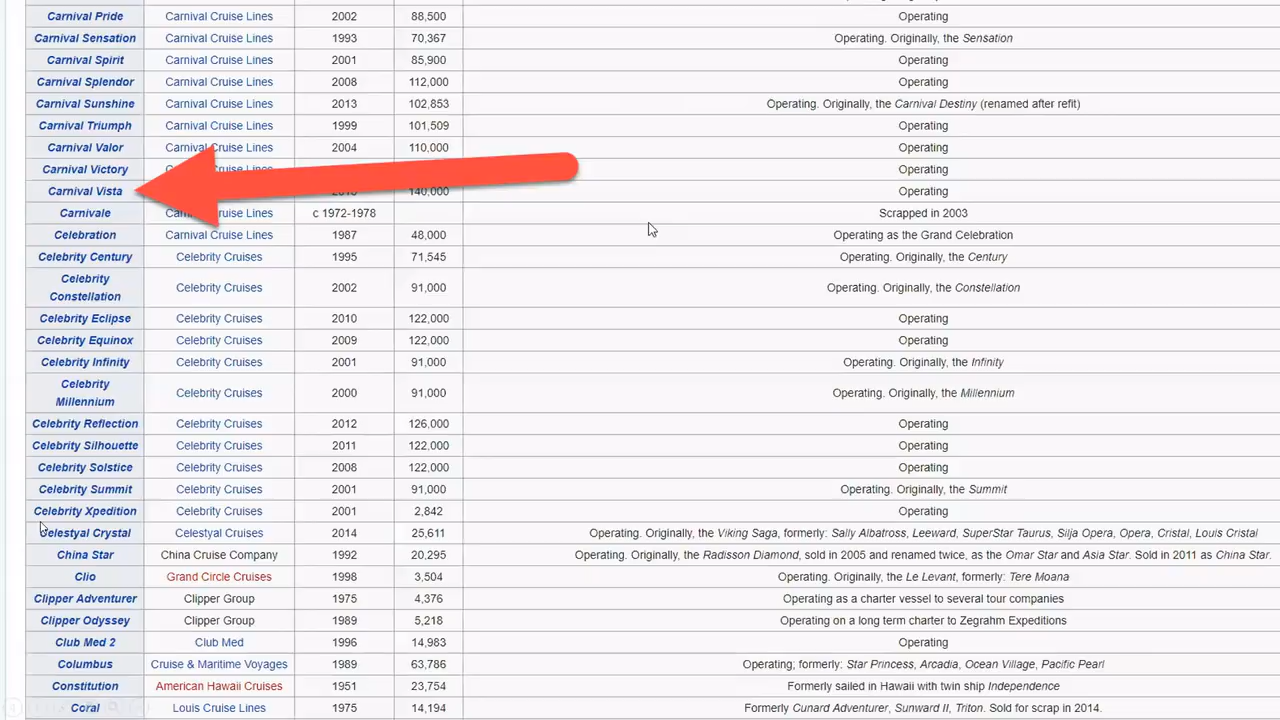 Carnival Pride Carnival Cruise Lines 2002 88,500 Operating
Carnival Sensation Carnival Cruise Lines 1993 70,367 Operating. Originally, the Sensation
Carnival Spirit Carnival Cruise Lines 2001 85,900 Operating
Carnival Splendor Carnival Cruise Lines 2008 112,000 Operating
Carnival Sunshine Carnival Cruise Lines 2013 102,853 Operating. Originally, the Carnival Destiny (renamed after refit)
Carnival Triumph Carnival Cruise Lines 1999 101,509 Operating
Carnival Valor Carnival Cruise Lines 2004 110,000 Operating
Carnival Victory Cruise Lines Operating
Carnival Vista 140,000 Operating
Carnivale Carnival Cruise Lines c 1972-1978 Scrapped in 2003
Celebration Carnival Cruise Lines 1987 48,000 Operating as the Grand Celebration
Celebrity Century Celebrity Cruises 1995 71,545 Operating. Originally, the Century
Celebrity
Constellation Celebrity Cruises 2002 91,000 Operating. Originally, the Constellation
Celebrity Eclipse Celebrity Cruises 2010 122,000 Operating
Celebrity Equinox Celebrity Cruises 2009 122,000 Operating
Celebrity Infinity Celebrity Cruises 2001 91,000 Operating. Originally, the Infinity
Celebrity
Millennium Celebrity Cruises 2000 91,000 Operating. Originally, the Millennium
Celebrity Reflection Celebrity Cruises 2012 126,000 Operating
Celebrity Silhouette Celebrity Cruises 2011 122,000 Operating
Celebrity Solstice Celebrity Cruises 2008 122,000 Operating
Celebrity Summit Celebrity Cruises 2001 91,000 Operating. Originally, the Summit
Celebrity Xpedition Celebrity Cruises 2001 2,842 Operating
Celestyal Crystal Celestyal Cruises 2014 25,611 Operating. Originally, the Viking Saga, formerly: Sally Albatross, Leeward, SuperStar Taurus, Silja Opera, Opera, Cristal, Louis Cristal
China Star China Cruise Company 1992 20,295 Operating. Originally, the Radisson Diamond, sold in 2005 and renamed twice, as the Omar Star and Asia Star. Sold in 2011 as China Star.
Clio Grand Circle Cruises 1998 3,504 Operating. Originally, the Le Levant, formerly: Tere Moana
Clipper Adventurer Clipper Group 1975 4,376 Operating as a charter vessel to several tour companies
Clipper Odyssey Clipper Group 1989 5,218 Operating on a long term charter to Zegrahm Expeditions
Club Med 2 Club Med 1996 14,983 Operating
Columbus Cruise & Maritime Voyages 1989 63,786 Operating; formerly: Star Princess, Arcadia, Ocean Village, Pacific Pearl
Constitution American Hawaii Cruises 1951 23,754 Formerly sailed in Hawaii with twin ship Independence
Coral Louis Cruise Lines 1975 14,194 Formerly Cunard Adventurer, Sunward II, Triton. Sold for scrap in 2014.